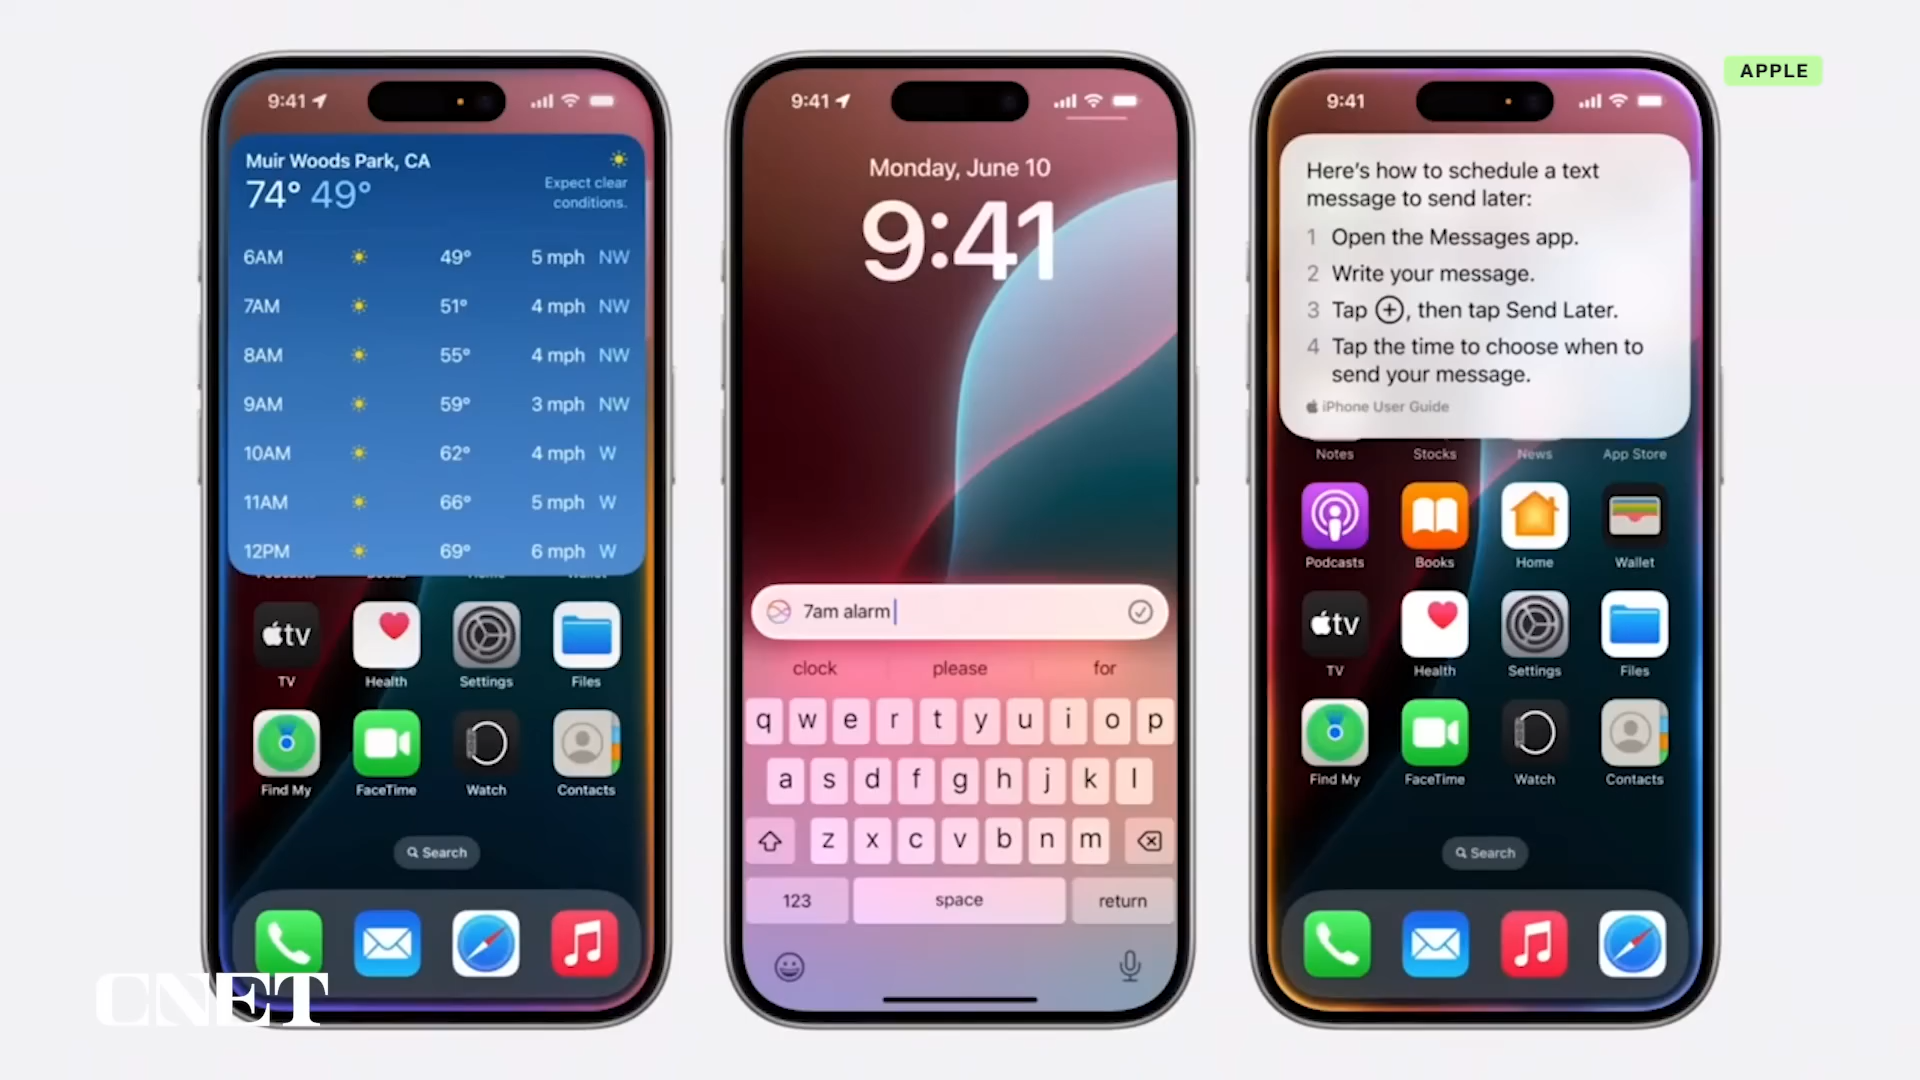 APPLE
9:41
Muir Woods Park, CA
74° 49°
Expect clear
conditions.
6AM 49° 5 mph NW
7AM 51° 4 mph NW
8AM 55° 4 mph NW
9AM 59° 3 mph NW
10AM 62° 4 mph W
11AM 66° 5 mph W
12PM 69° 6 mph W
tv
TV Health Settings Files
Find My FaceTime Watch Contacts
Search
9:41
Monday, June 10
9:41
7am alarm
clock please for
q w e r t y u i o p
a s d f g h j k l
z x c v b n m
123 space return
9:41
Here's how to schedule a text
message to send later:
1 Open the Messages app.
2 Write your message.
3 Tap ⊕, then tap Send Later.
4 Tap the time to choose when to
send your message.
iPhone User Guide
Notes Stocks News App Store
Podcasts Books Home Wallet
tv
TV Health Settings Files
Find My FaceTime Watch Contacts
Search
CNET